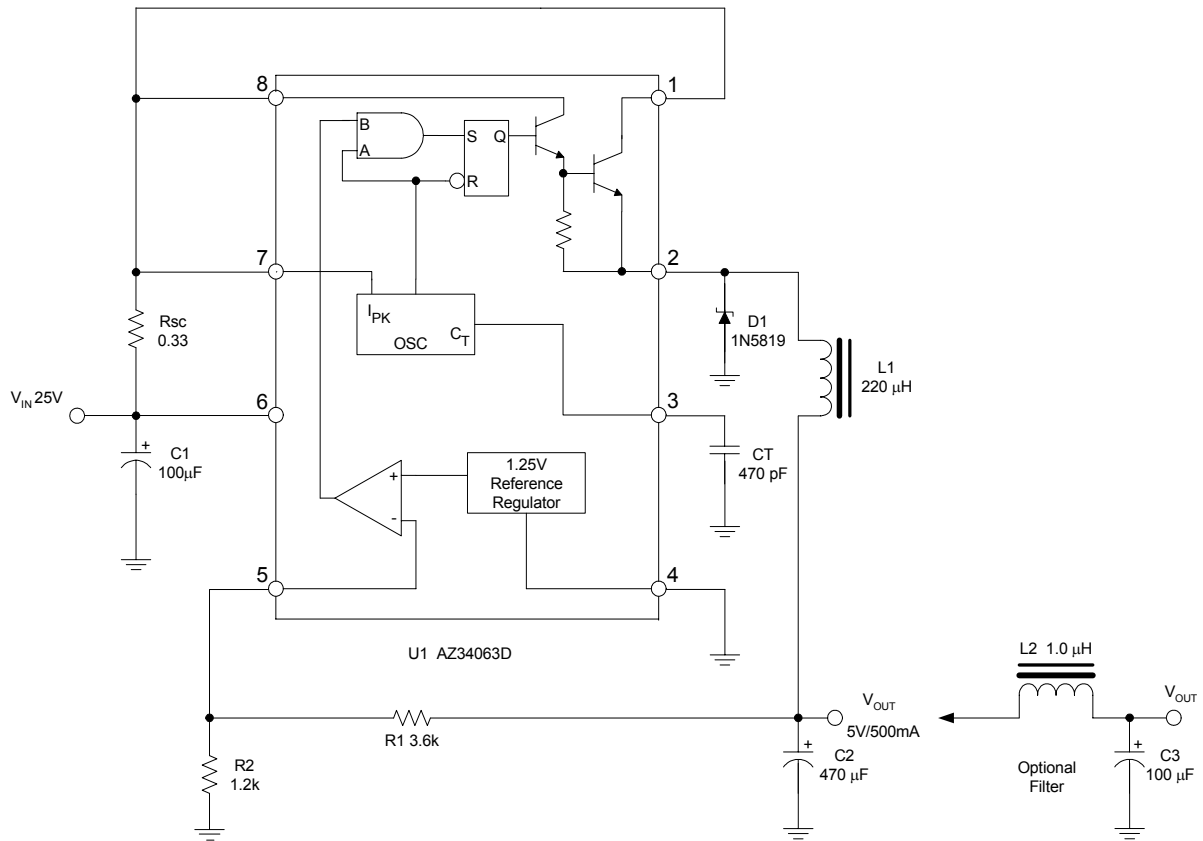 8
1
B
A
S
Q
R
7
2
I_PK
C_T
OSC
Rsc
0.33
D1
1N5819
L1
220 μH
V_IN 25V
6
3
C1
100μF
+
CT
470 pF
1.25V
Reference
Regulator
+
-
5
4
U1 AZ34063D
L2 1.0 μH
V_OUT
5V/500mA
V_OUT
R1 3.6k
R2
1.2k
+
C2
470 μF
Optional
Filter
+
C3
100 μF